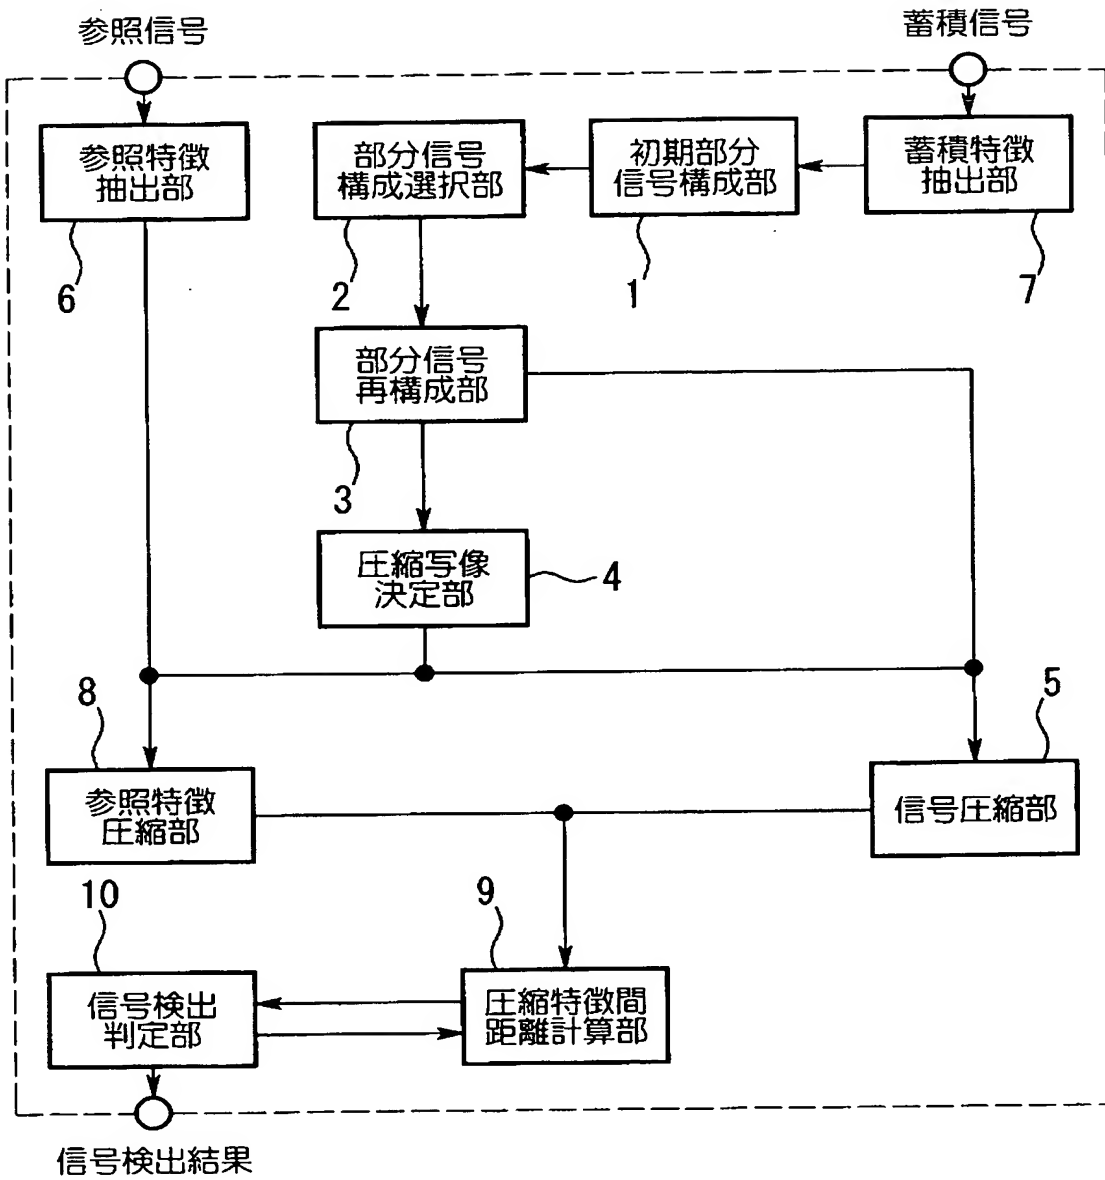 参照信号
蓄積信号
参照特徴
抽出部
部分信号
構成選択部
初期部分
信号構成部
蓄積特徴
抽出部
6
2
1
7
部分信号
再構成部
3
圧縮写像
決定部
4
8
5
参照特徴
圧縮部
信号圧縮部
10
9
信号検出
判定部
圧縮特徴間
距離計算部
信号検出結果